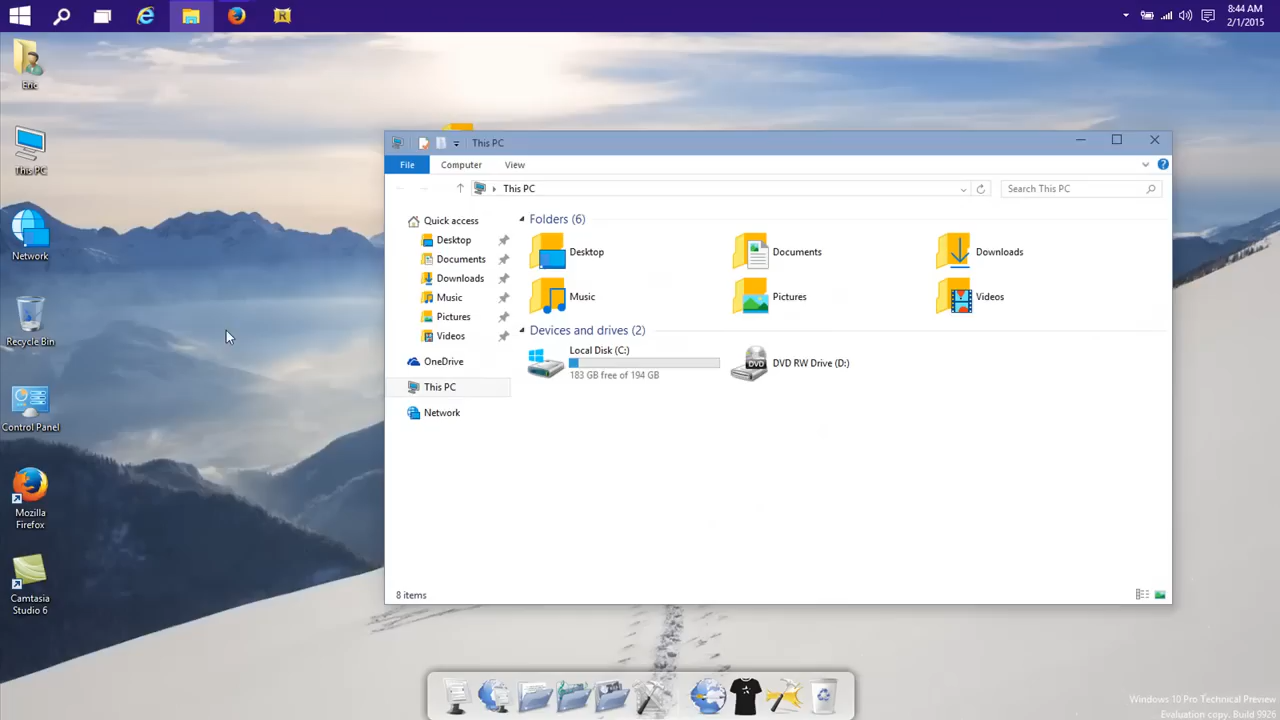 8:44 AM
2/1/2015
Eric
This PC
Network
Recycle Bin
Control Panel
Mozilla
Firefox
Camtasia
Studio 6
This PC
File
Computer
View
This PC
Search This PC
Quick access
Desktop
Documents
Downloads
Music
Pictures
Videos
OneDrive
This PC
Network
Folders (6)
Desktop
Documents
Downloads
Music
Pictures
Videos
Devices and drives (2)
Local Disk (C:)
183 GB free of 194 GB
DVD
DVD RW Drive (D:)
8 items
Windows 10 Pro Technical Preview
Evaluation copy. Build 9926